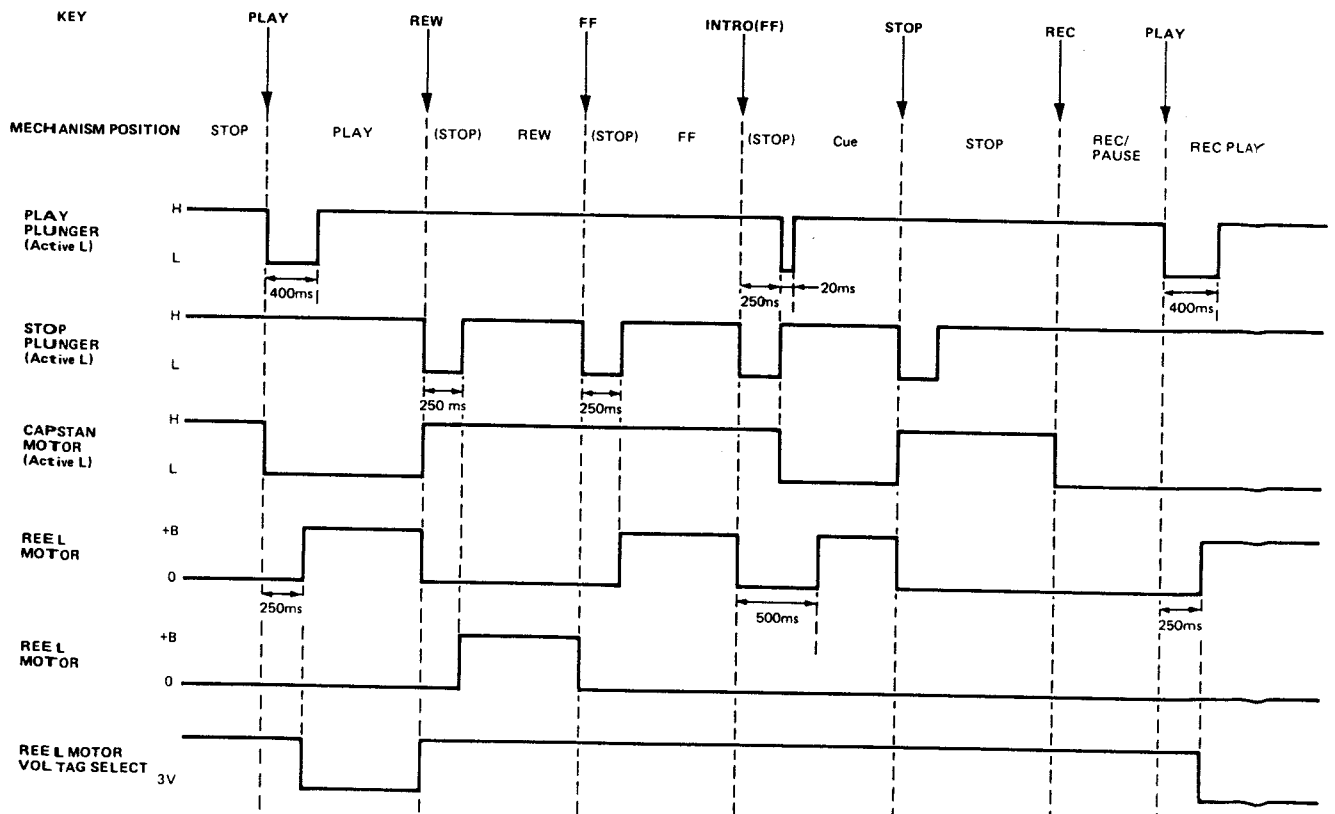 KEY PLAY REW FF INTRO(FF) STOP REC PLAY
MECHANISM POSITION STOP PLAY (STOP) REW (STOP) FF (STOP) Cue STOP REC/ PAUSE REC PLAY
PLAY
PLUNGER
(Active L)
H
L
400ms
250ns
20ms
400ms
STOP
PLUNGER
(Active L)
H
L
250 ms
250ms
CAPSTAN
MOTOR
(Active L)
H
L
REEL
MOTOR
+B
0
250ms
500ms
250ms
REEL
MOTOR
+B
0
REEL MOTOR
VOLTAG SELECT
3V